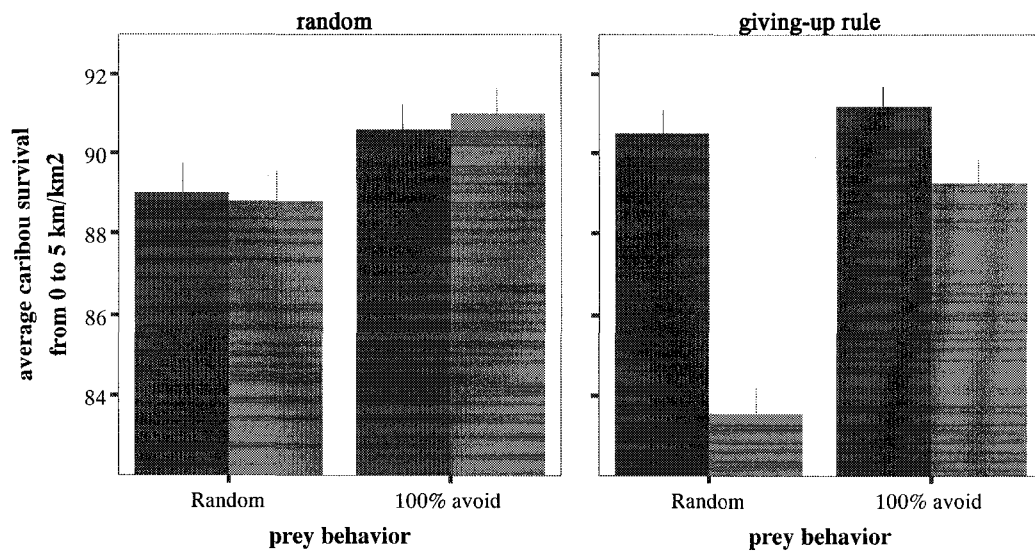 random
giving-up rule
average caribou survival
from 0 to 5 km/km2
92
90
88
86
84
Random
100% avoid
Random
100% avoid
prey behavior
prey behavior